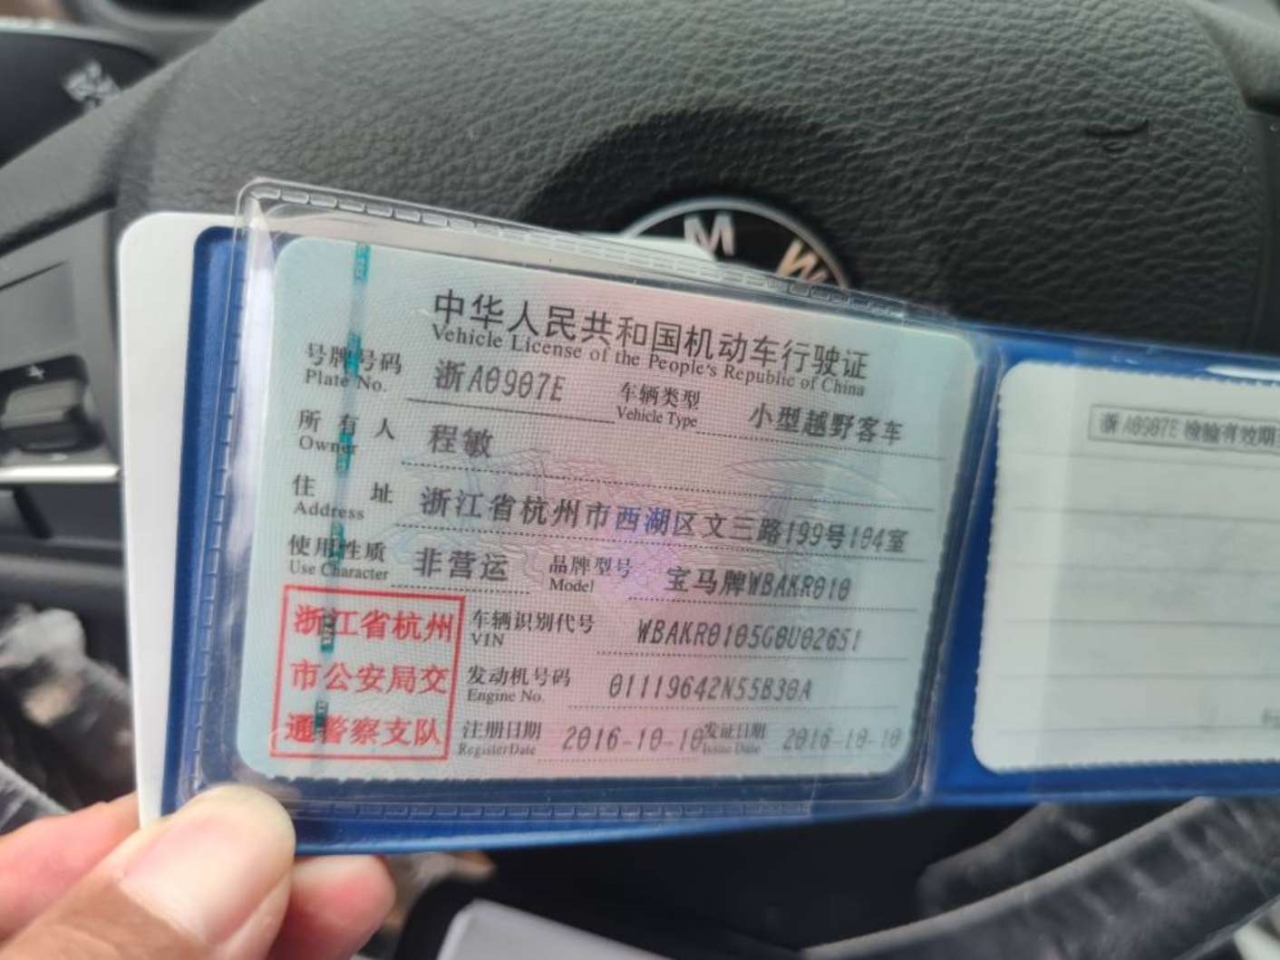 M W
中华人民共和国机动车行驶证
Vehicle License of the People's Republic of China
号牌号码 浙A0907E 车辆类型 小型越野客车
Plate No. Vehicle Type
所有人 程敏
Owner
住址 浙江省杭州市西湖区文三路199号104室
Address
使用性质 非营运 品牌型号 宝马牌WBAKR010
Use Character Model
浙江省杭州
市公安局交
通警察支队
车辆识别代号 WBAKR0105G0U02651
VIN
发动机号码 01119642N55B30A
Engine No.
注册日期 2016-10-10 发证日期 2016-10-10
Register Date Issue Date
浙A0907E 检验有效期